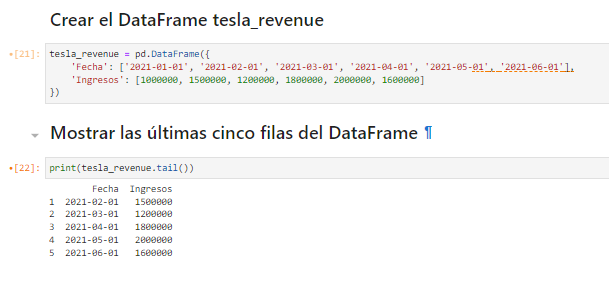 Crear el DataFrame tesla_revenue
[21]: tesla_revenue = pd.DataFrame({
'Fecha': ['2021-01-01', '2021-02-01', '2021-03-01', '2021-04-01', '2021-05-01', '2021-06-01'],
'Ingresos': [1000000, 1500000, 1200000, 1800000, 2000000, 1600000]
})
Mostrar las últimas cinco filas del DataFrame ¶
•[22]: print(tesla_revenue.tail())
Fecha Ingresos
1 2021-02-01 1500000
2 2021-03-01 1200000
3 2021-04-01 1800000
4 2021-05-01 2000000
5 2021-06-01 1600000